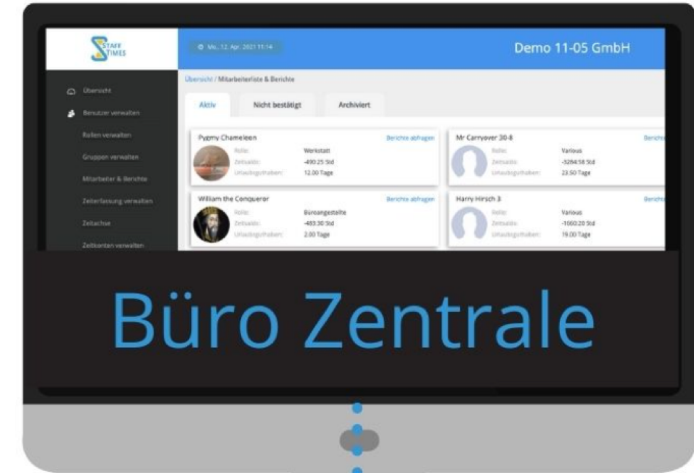 STAFF
TIMES
Mo., 12. Apr. 2021 11:14
Demo 11-05 GmbH
Übersicht / Mitarbeiterliste & Berichte
Übersicht
Benutzer verwalten
Rollen verwalten
Gruppen verwalten
Mitarbeiter & Berichte
Zeiterfassung verwalten
Zeitachse
Zeitkonten verwalten
Aktiv
Nicht bestätigt
Archiviert
Pygmy Chameleon
Berichte abfragen
Rolle: Werkstatt
Zeitsaldo: -490:25 Std
Urlaubsguthaben: 12.00 Tage
Mr Carryover 30-8
Berichte
Rolle: Various
Zeitsaldo: -3284:58 Std
Urlaubsguthaben: 23.50 Tage
William the Conqueror
Berichte abfragen
Rolle: Büroangestellte
Zeitsaldo: -483:30 Std
Urlaubsguthaben: 2.00 Tage
Harry Hirsch 3
Berichte
Rolle: Various
Zeitsaldo: -1600:20 Std
Urlaubsguthaben: 19.00 Tage
Büro Zentrale